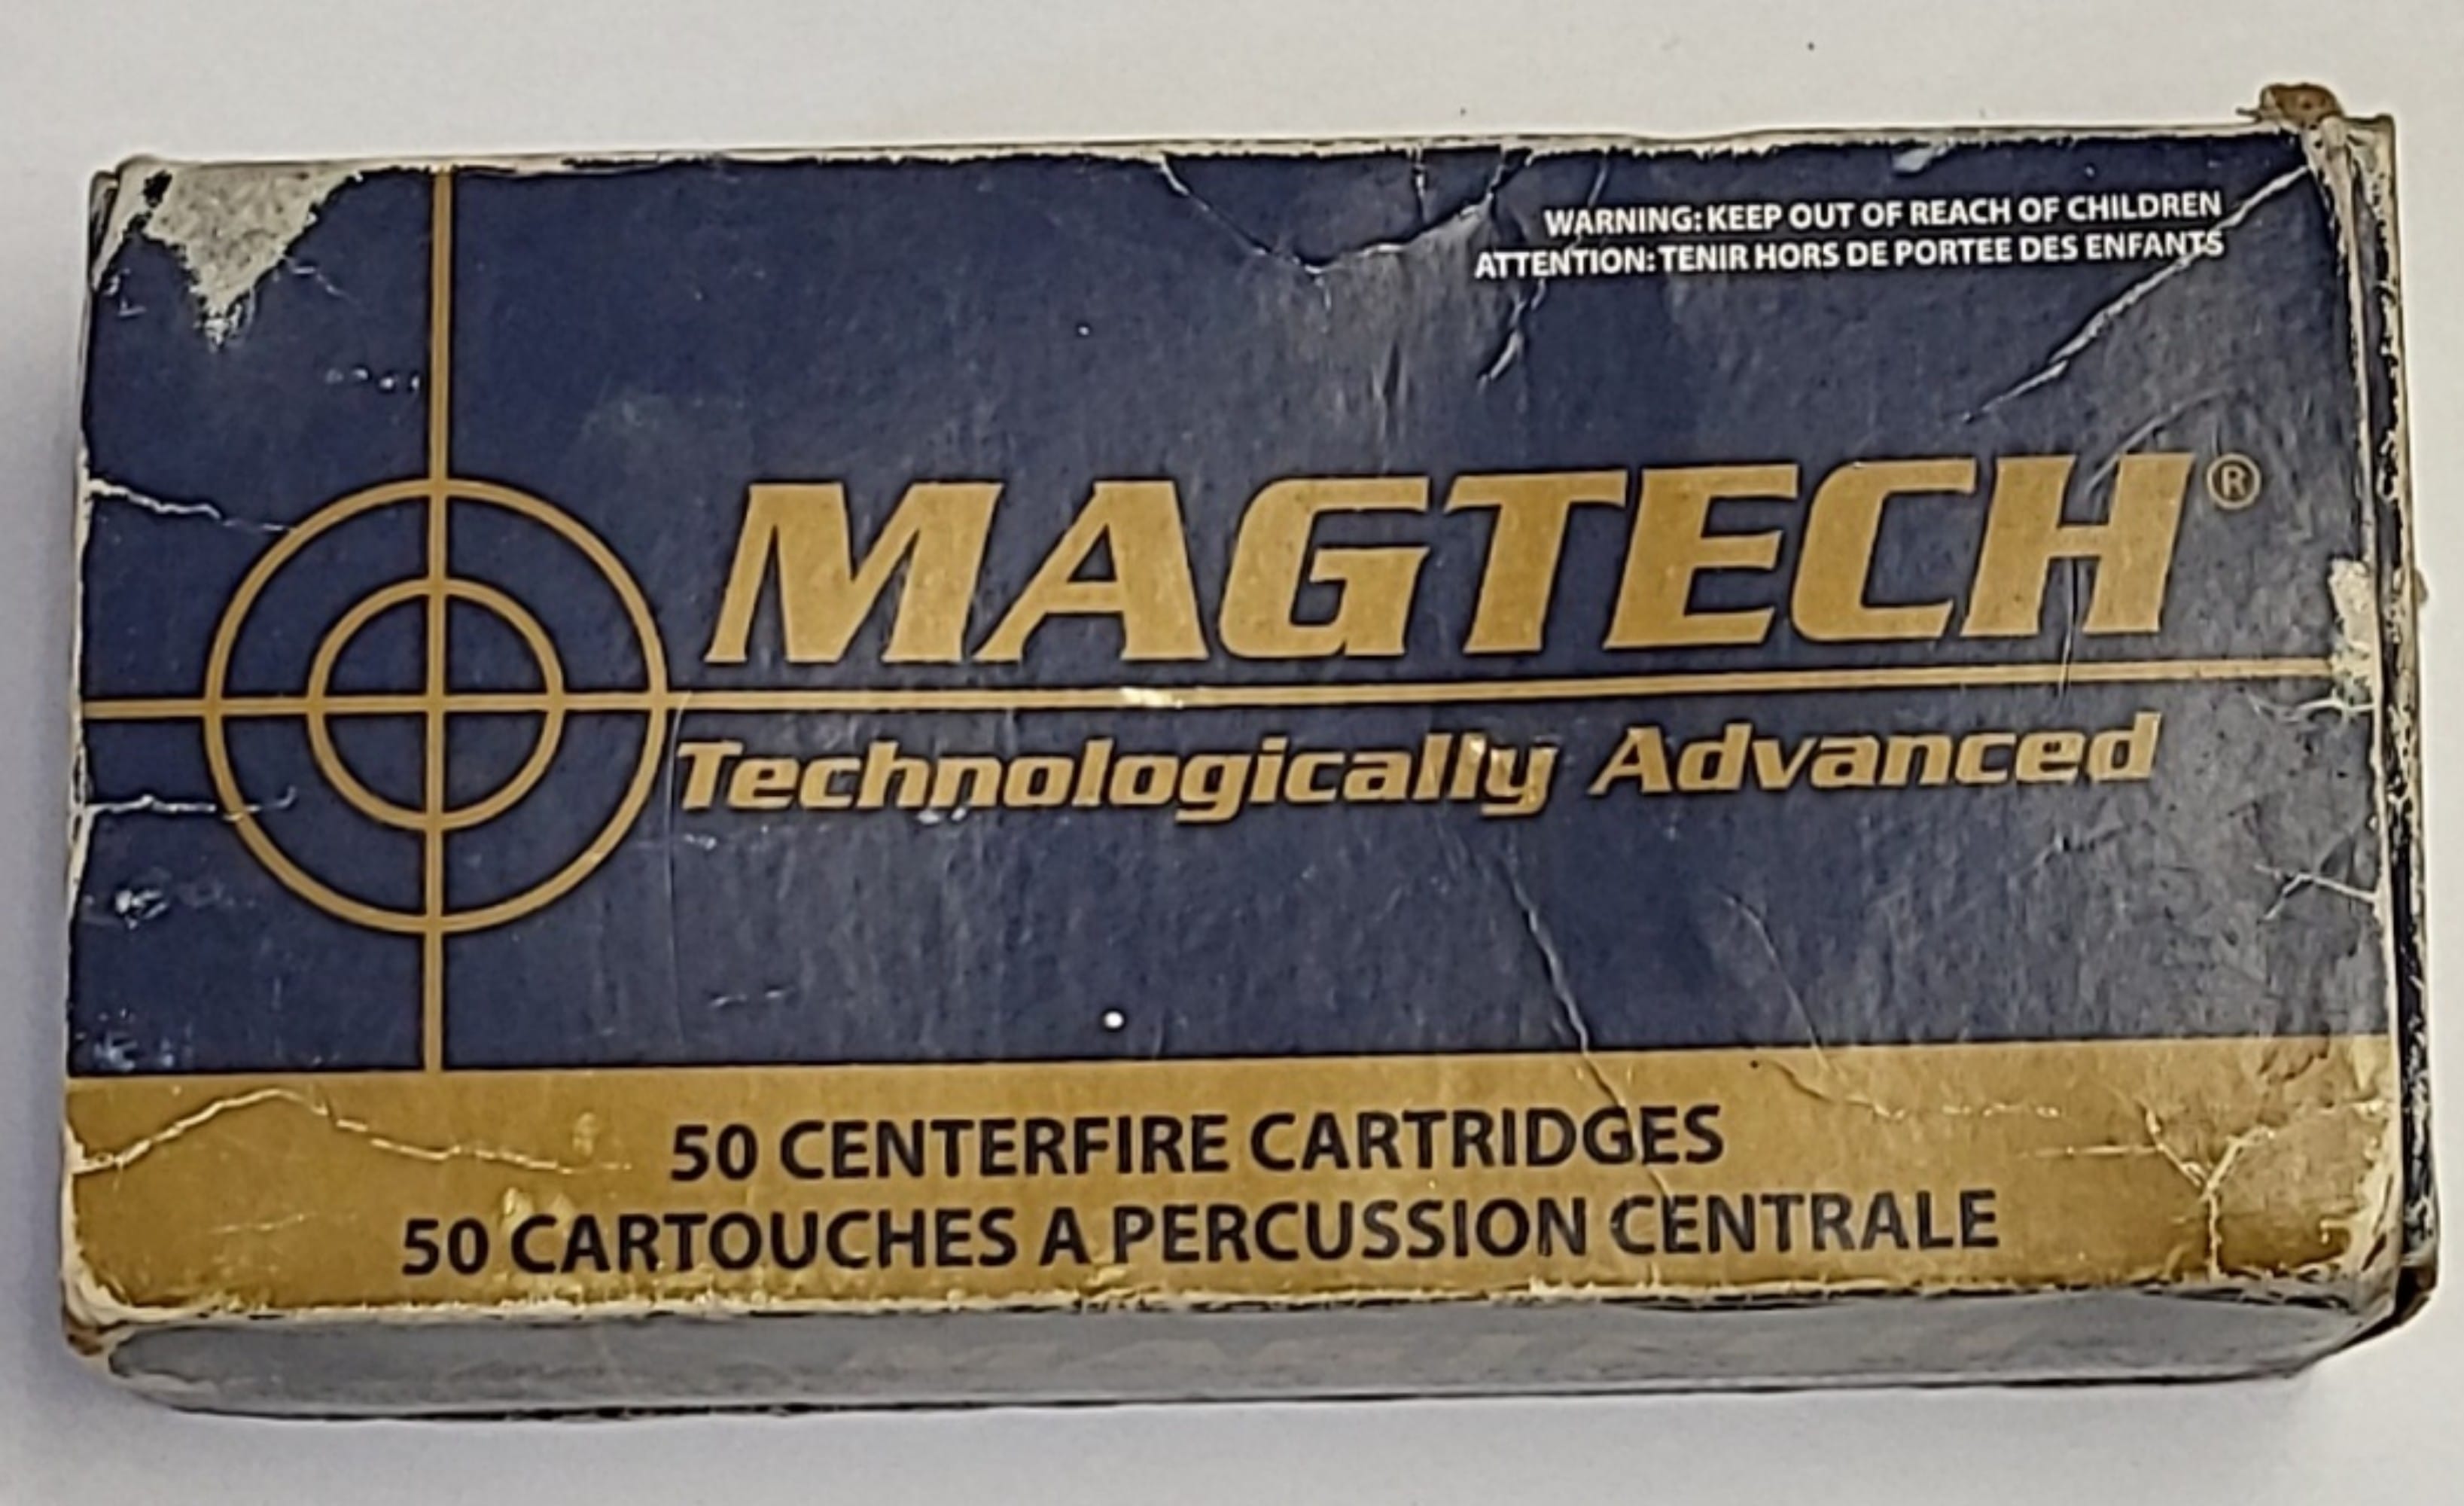 WARNING: KEEP OUT OF REACH OF CHILDREN
ATTENTION: TENIR HORS DE PORTEE DES ENFANTS
MAGTECH®
Technologically Advanced
50 CENTERFIRE CARTRIDGES
50 CARTOUCHES A PERCUSSION CENTRALE